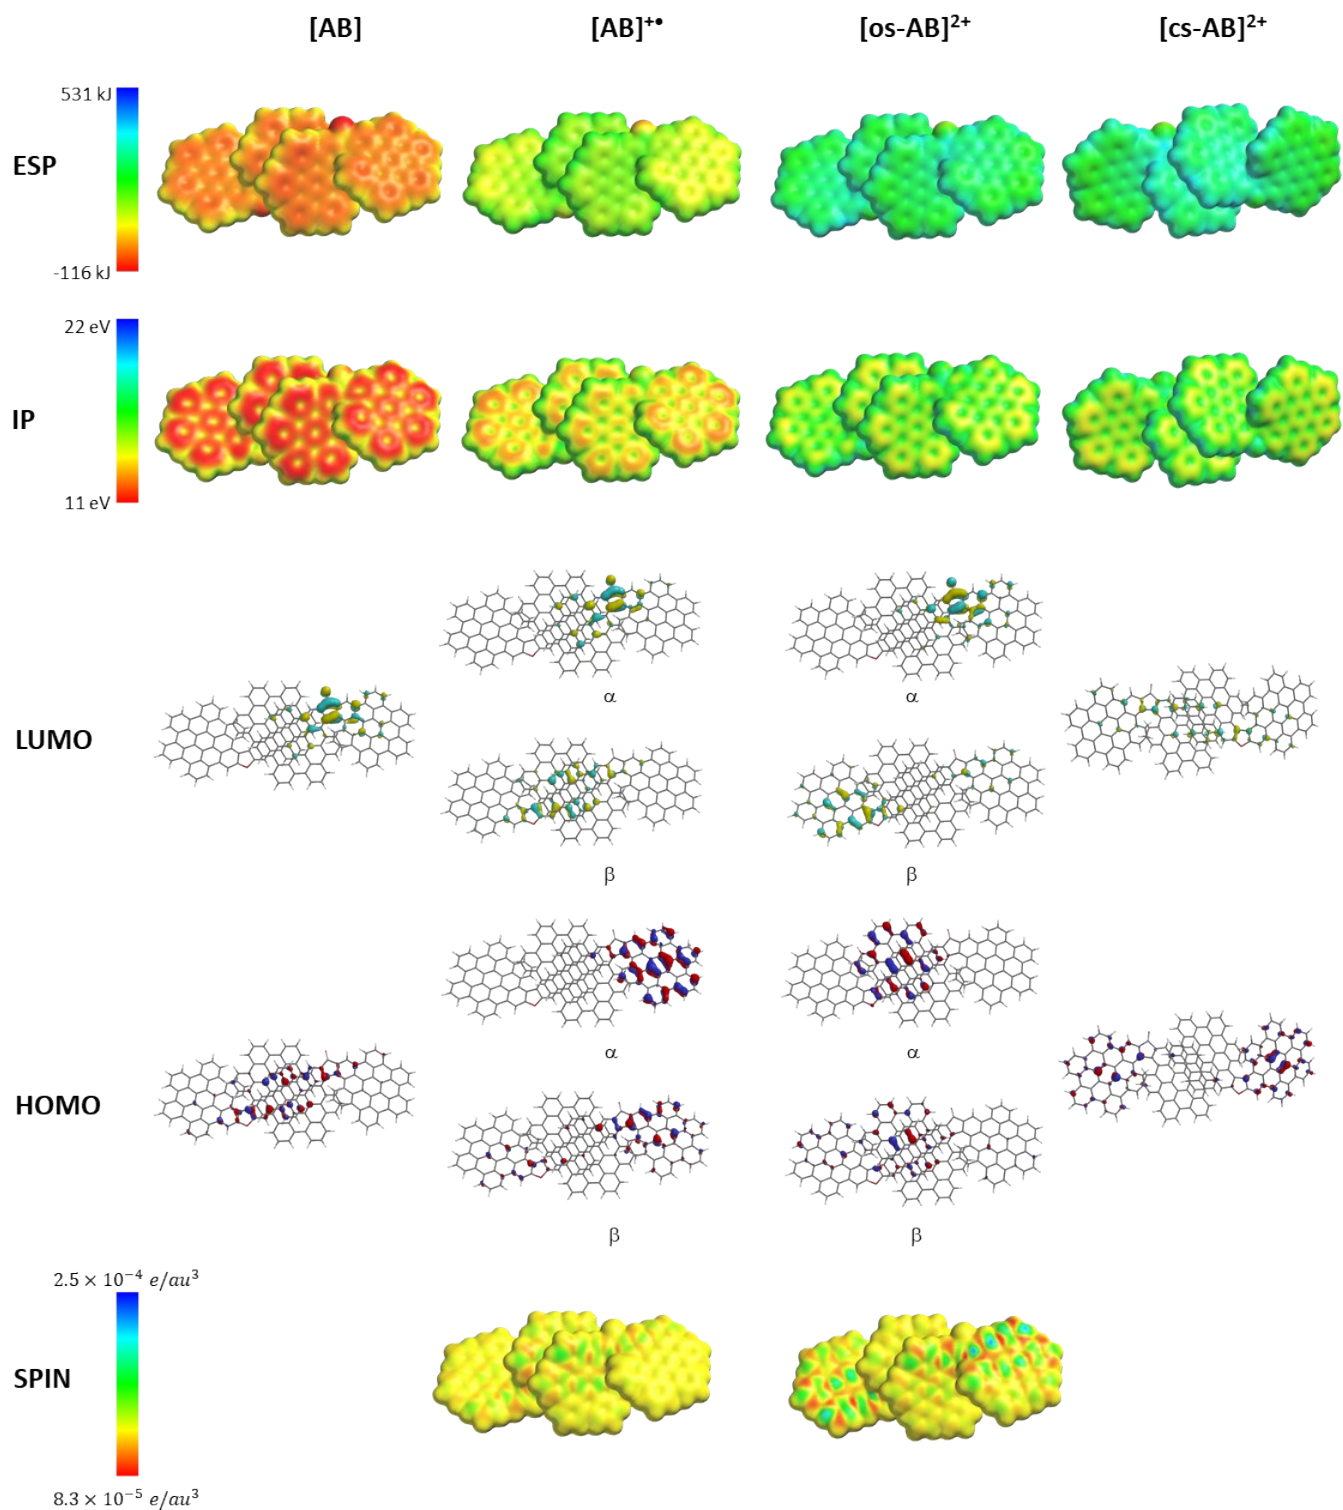 [AB] [AB]⁺• [os-AB]²⁺ [cs-AB]²⁺
531 kJ
ESP
-116 kJ
22 eV
IP
11 eV
α α
LUMO
β β
α α
HOMO
β β
2.5 × 10⁻⁴ e/au³
SPIN
8.3 × 10⁻⁵ e/au³